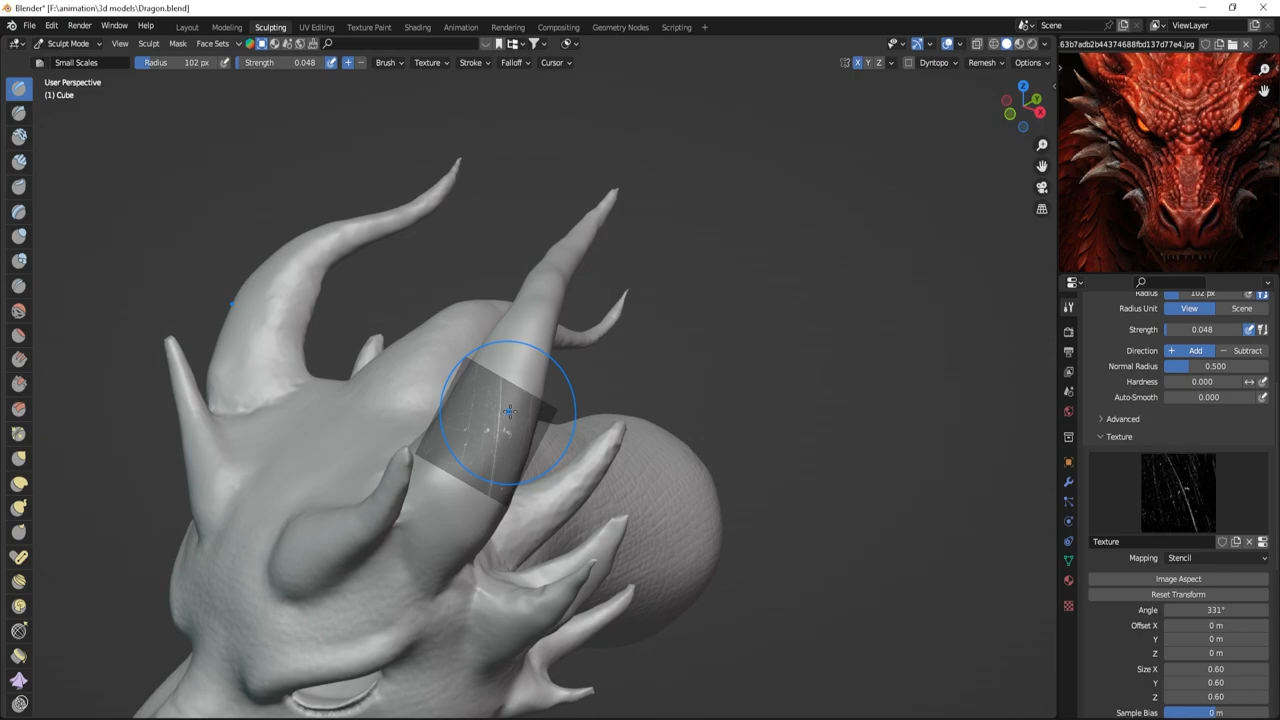 Blender* [F:\animation\3d models\Dragon.blend]
File Edit Render Window Help
Layout Modeling Sculpting UV Editing Texture Paint Shading Animation Rendering Compositing Geometry Nodes Scripting +
Scene
ViewLayer
Sculpt Mode View Sculpt Mask Face Sets
.63b7adb2b44374688fbd137d77e4.jpg
Small Scales
Radius 102 px
Strength 0.048
Brush Texture Stroke Falloff Cursor
X Y Z
Dyntopo Remesh Options
User Perspective
(1) Cube
Z
Y
X
Radius 102 px
Radius Unit View Scene
Strength 0.048
Direction + Add − Subtract
Normal Radius 0.500
Hardness 0.000
Auto-Smooth 0.000
Advanced
Texture
Texture
Mapping Stencil
Image Aspect
Reset Transform
Angle 331°
Offset X 0 m
Y 0 m
Z 0 m
Size X 0.60
Y 0.60
Z 0.60
Sample Bias 0 m